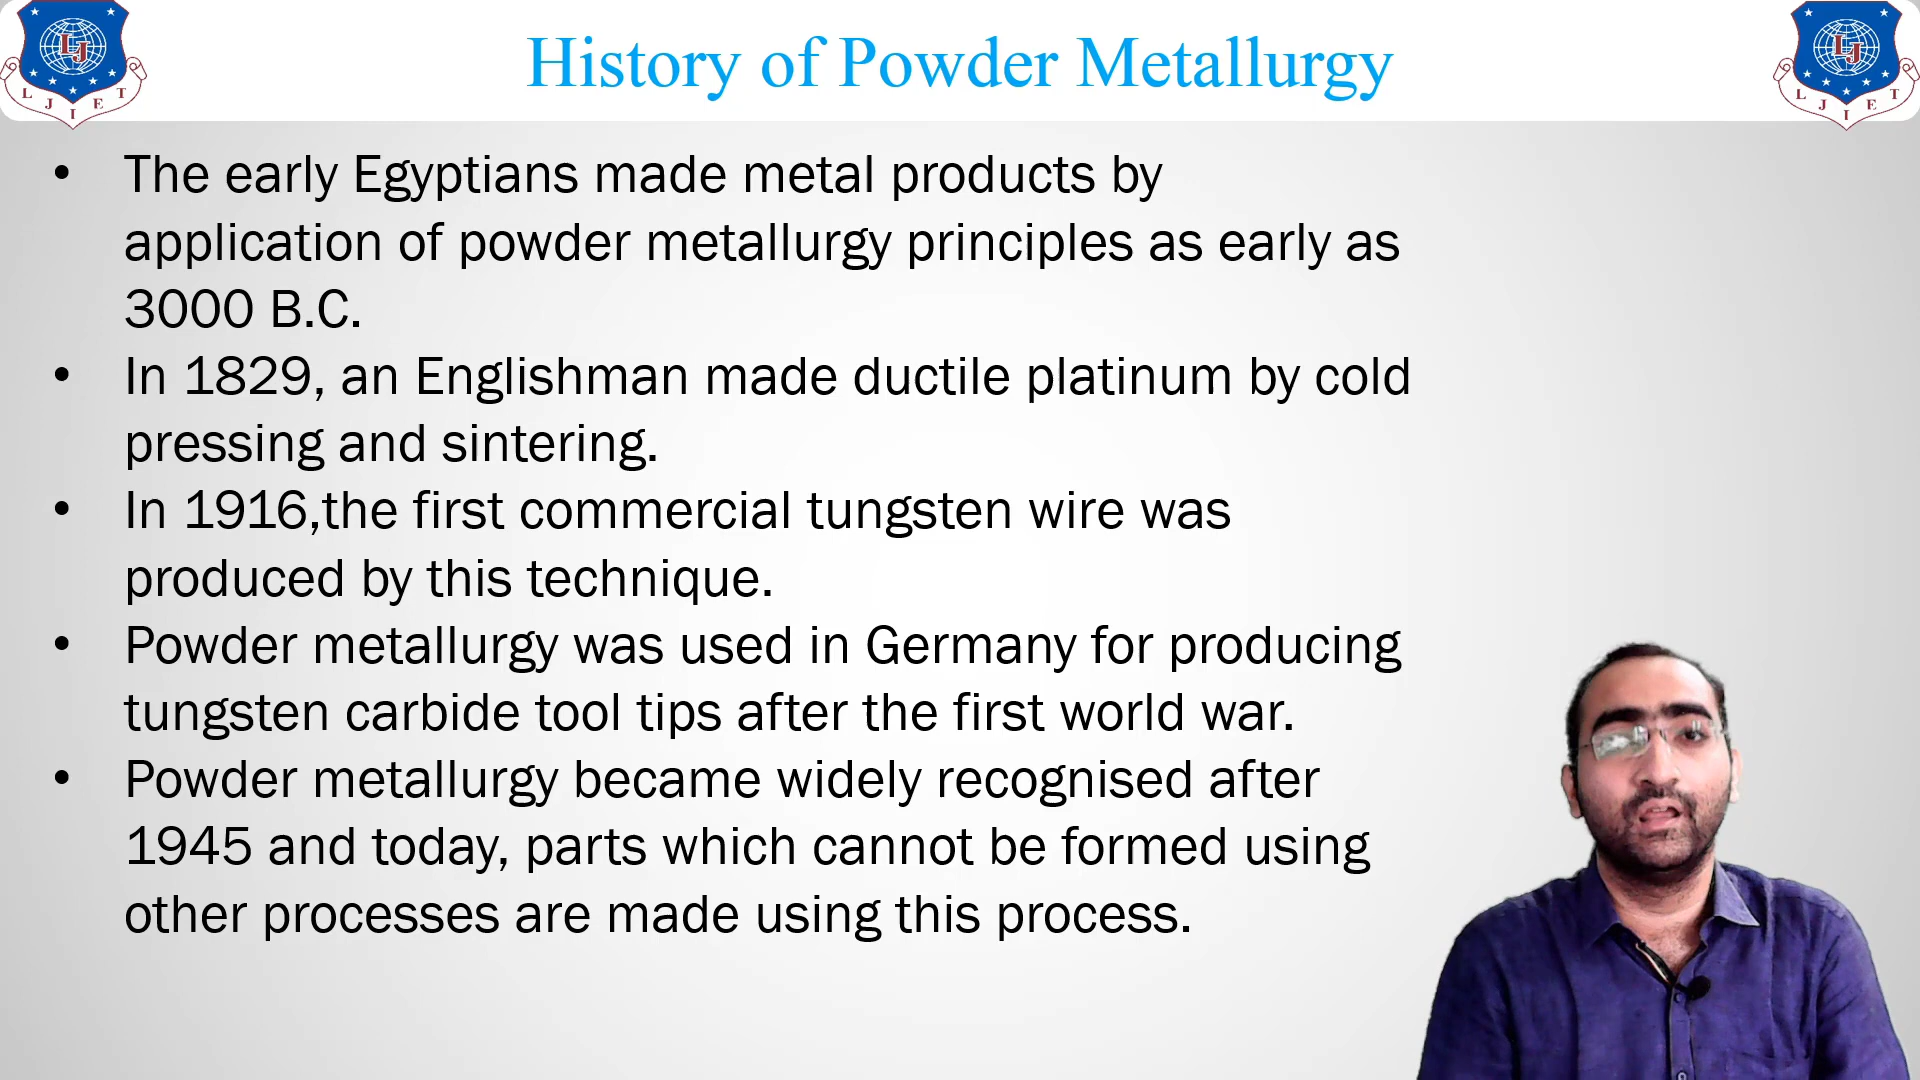 History of Powder Metallurgy
LJ
L J I E T
LJ
L J I E T
• The early Egyptians made metal products by
application of powder metallurgy principles as early as
3000 B.C.
• In 1829, an Englishman made ductile platinum by cold
pressing and sintering.
• In 1916,the first commercial tungsten wire was
produced by this technique.
• Powder metallurgy was used in Germany for producing
tungsten carbide tool tips after the first world war.
• Powder metallurgy became widely recognised after
1945 and today, parts which cannot be formed using
other processes are made using this process.